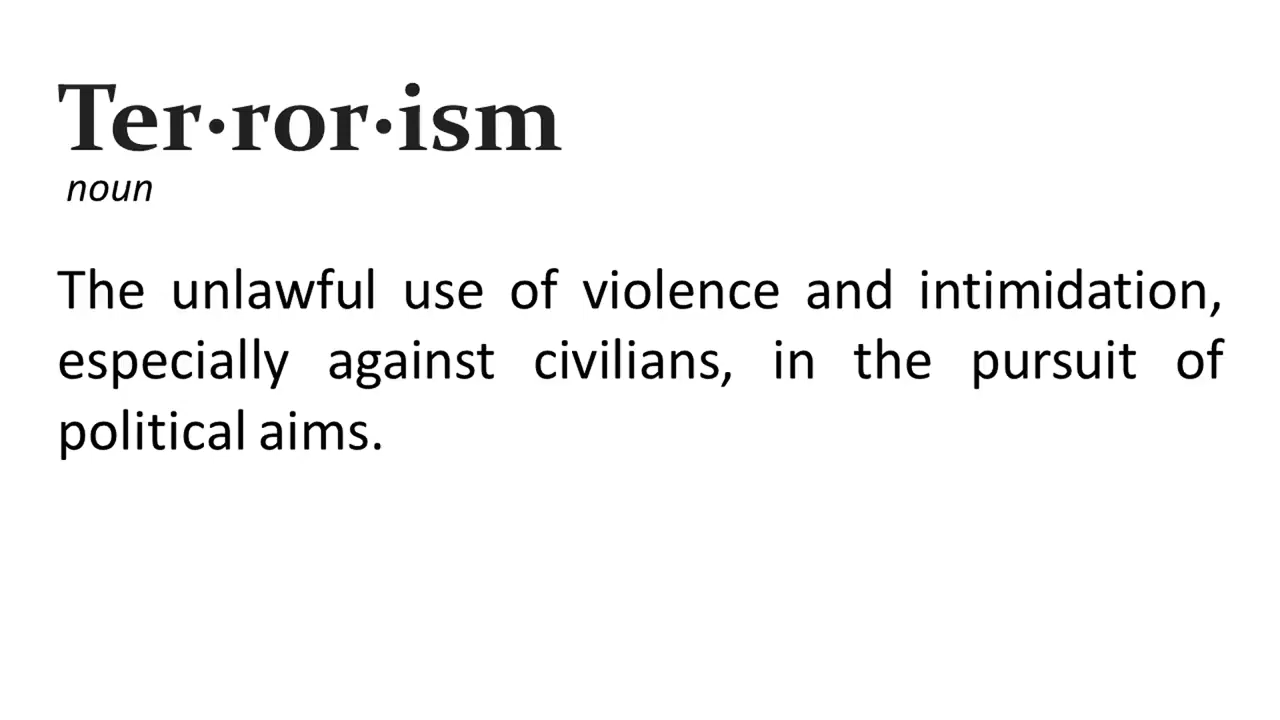 Ter·ror·ism
noun
The unlawful use of violence and intimidation,
especially against civilians, in the pursuit of
political aims.